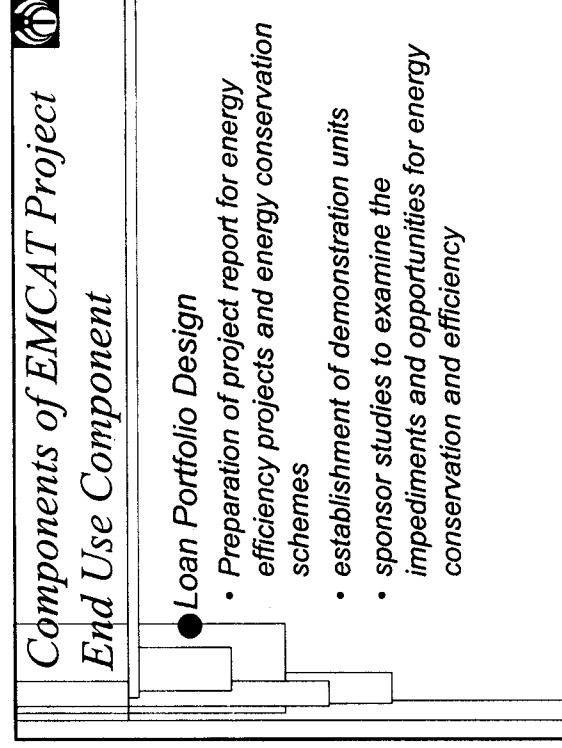 Components of EMCAT Project
End Use Component
Loan Portfolio Design
• Preparation of project report for energy
efficiency projects and energy conservation
schemes
• establishment of demonstration units
• sponsor studies to examine the
impediments and opportunities for energy
conservation and efficiency